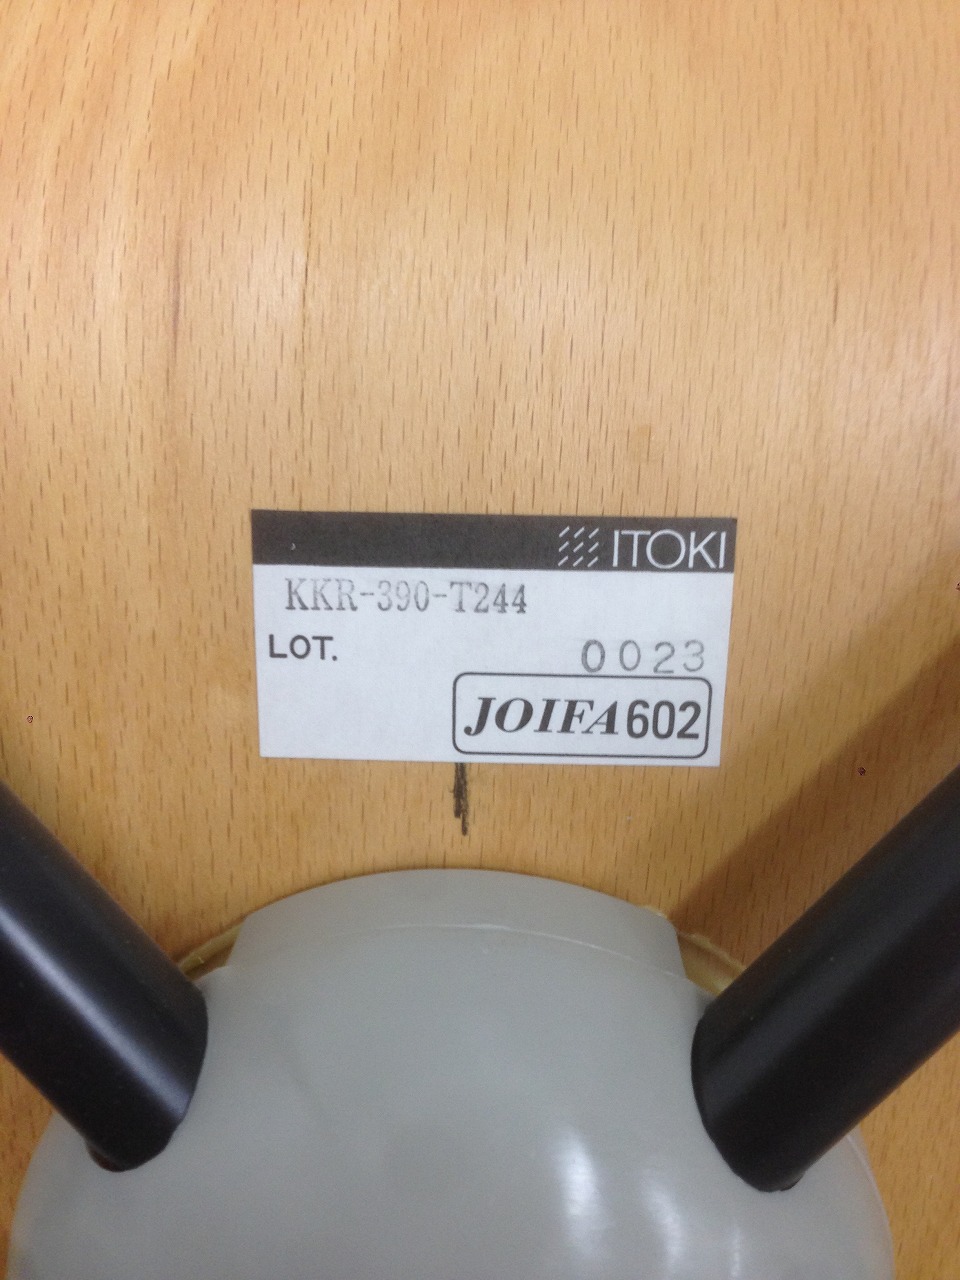 ITOKI
KKR-390-T244
LOT. 0023
JOIFA602